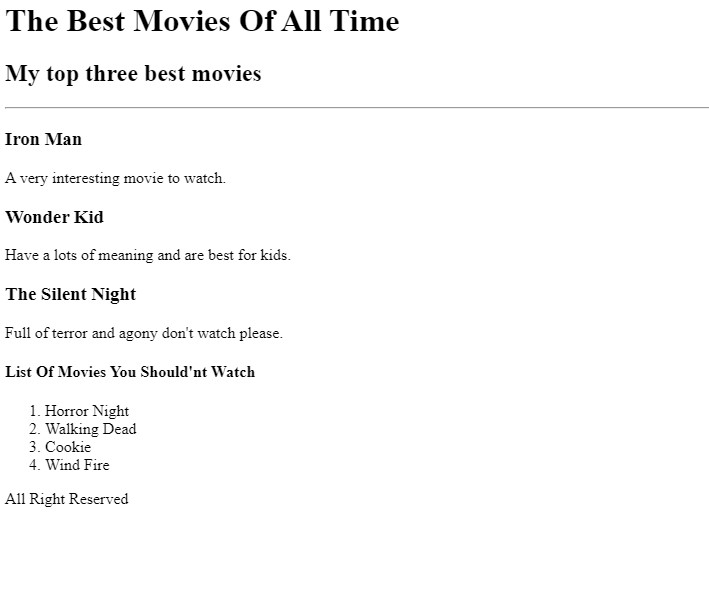 The Best Movies Of All Time
My top three best movies
Iron Man
A very interesting movie to watch.
Wonder Kid
Have a lots of meaning and are best for kids.
The Silent Night
Full of terror and agony don't watch please.
List Of Movies You Should'nt Watch
1. Horror Night
2. Walking Dead
3. Cookie
4. Wind Fire
All Right Reserved